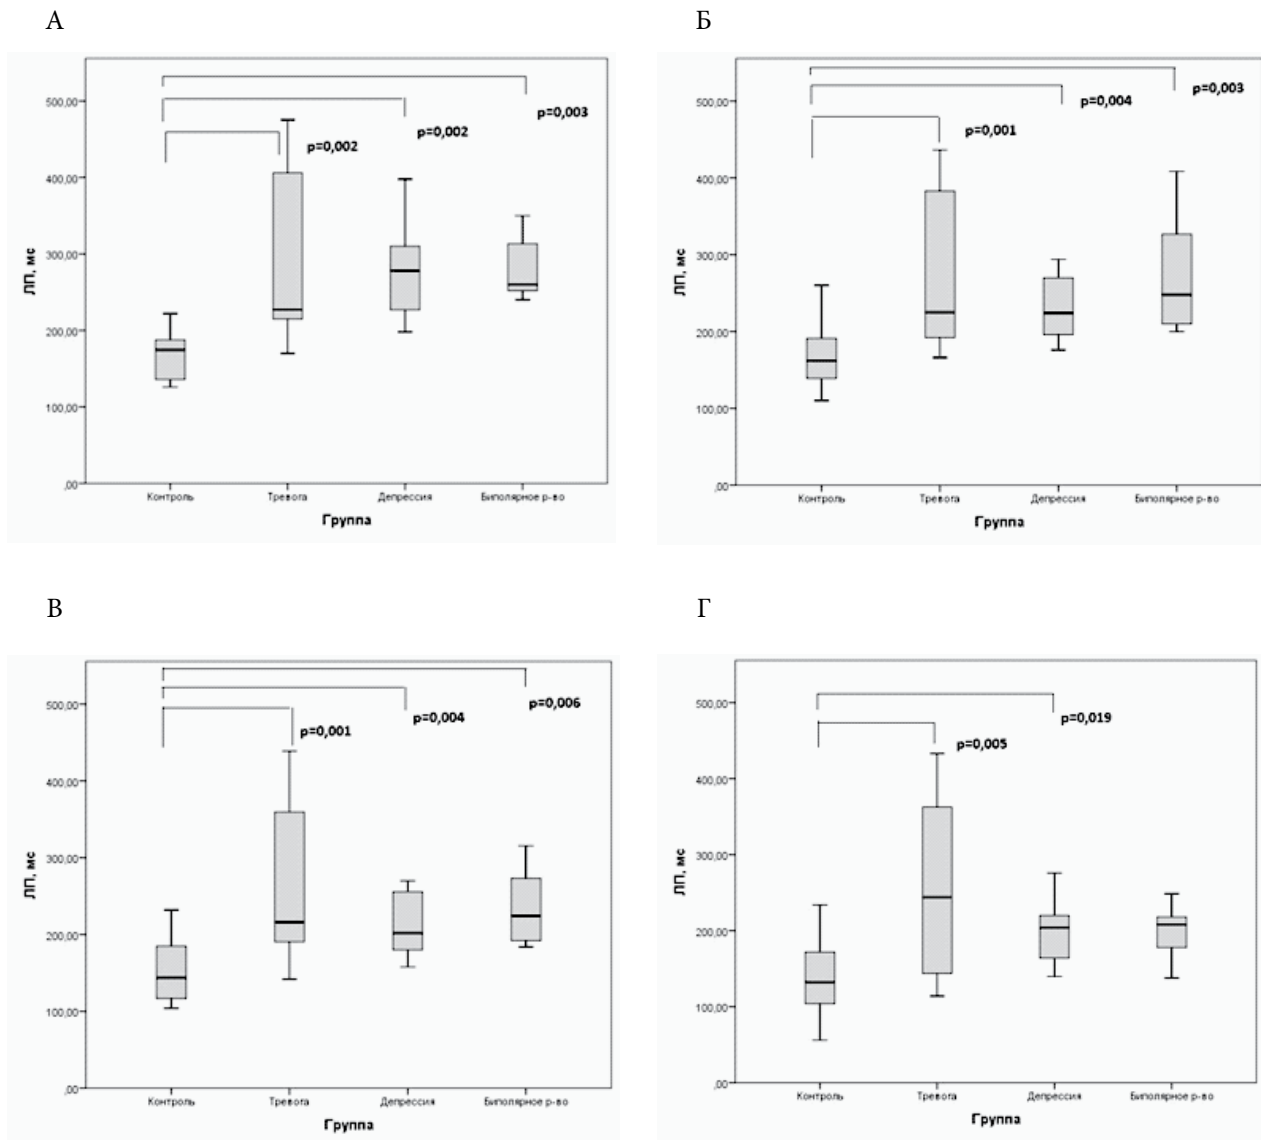 А
Б
500,00
400,00
300,00
200,00
100,00
,00
ЛП, мс
p=0,002
p=0,002
p=0,003
Контроль Тревога Депрессия Биполярное р-во
Группа
500,00
400,00
300,00
200,00
100,00
,00
ЛП, мс
p=0,001
p=0,004
p=0,003
Контроль Тревога Депрессия Биполярное р-во
Группа
В
Г
500,00
400,00
300,00
200,00
100,00
,00
ЛП, мс
p=0,001
p=0,004
p=0,006
Контроль Тревога Депрессия Биполярное р-во
Группа
500,00
400,00
300,00
200,00
100,00
,00
ЛП, мс
p=0,005
p=0,019
Контроль Тревога Депрессия Биполярное р-во
Группа